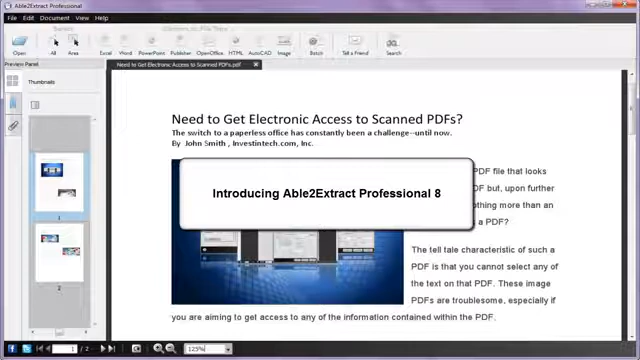 Able2Extract Professional
File Edit Document View Help
Open All Area Excel Word PowerPoint Publisher OpenOffice HTML AutoCAD Image Batch Tell a Friend Search
Preview Panel
Need to Get Electronic Access to Scanned PDFs.pdf
Thumbnails
1
2
Need to Get Electronic Access to Scanned PDFs?
The switch to a paperless office has constantly been a challenge--until now.
By John Smith , Investintech.com, Inc.
Introducing Able2Extract Professional 8
PDF file that looks
PDF but, upon further
othing more than an
s a PDF?
The tell tale characteristic of such a
PDF is that you cannot select any of
the text on that PDF. These image
PDFs are troublesome, especially if
you are aiming to get access to any of the information contained within the PDF.
1 / 2
125%